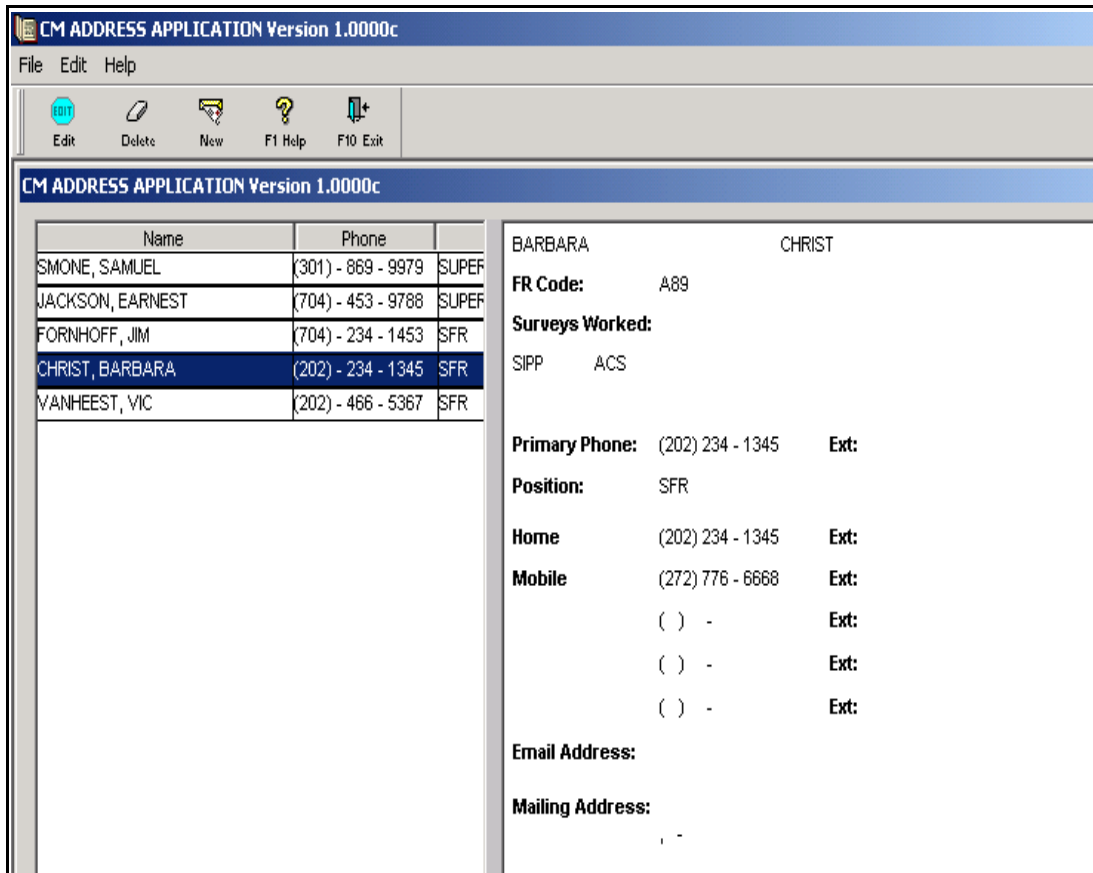 CM ADDRESS APPLICATION Version 1.0000c
File Edit Help
EDIT
Edit Delete New F1 Help F10 Exit
CM ADDRESS APPLICATION Version 1.0000c
Name Phone
SMONE, SAMUEL (301) - 869 - 9979 SUPER
JACKSON, EARNEST (704) - 453 - 9788 SUPER
FORNHOFF, JIM (704) - 234 - 1453 SFR
CHRIST, BARBARA (202) - 234 - 1345 SFR
VANHEEST, VIC (202) - 466 - 5367 SFR
BARBARA CHRIST
FR Code: A89
Surveys Worked:
SIPP ACS
Primary Phone: (202) 234 - 1345 Ext:
Position: SFR
Home (202) 234 - 1345 Ext:
Mobile (272) 776 - 6668 Ext:
( ) - Ext:
( ) - Ext:
( ) - Ext:
Email Address:
Mailing Address:
, -